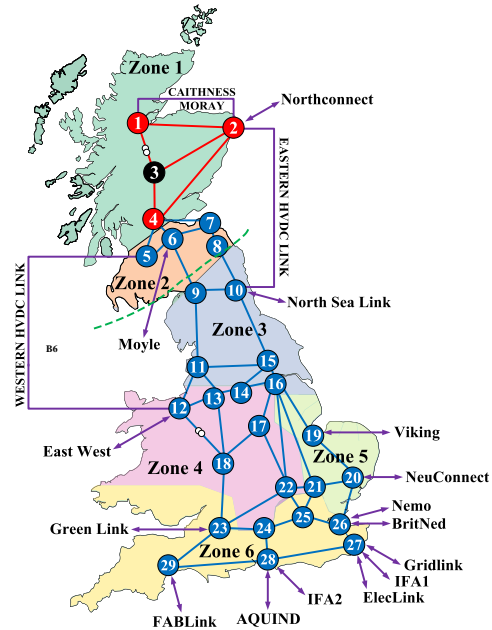 Zone 1
CAITHNESS
MORAY
Northconnect
1
2
3
4
EASTERN HVDC LINK
7
6
8
5
Zone 2
WESTERN HVDC LINK
9
10
North Sea Link
Moyle
Zone 3
B6
11
15
16
13
14
12
East West
17
19
Viking
Zone 5
18
Zone 4
20
NeuConnect
22
21
Nemo
25
26
BritNed
Green Link
23
24
27
Zone 6
Gridlink
29
28
IFA1
ElecLink
IFA2
FABLink
AQUIND